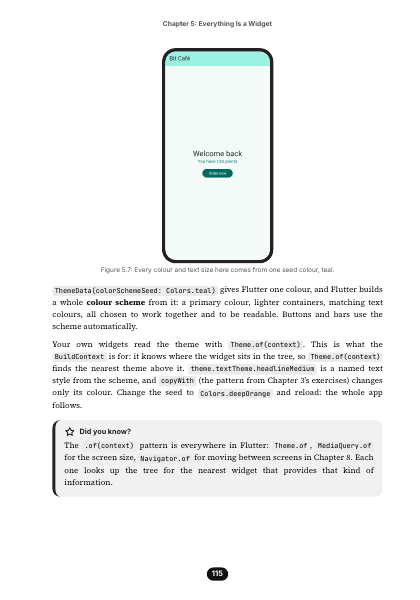 Chapter 5: Everything Is a Widget
Bit Café
Welcome back
You have 120 points
Order now
Figure 5.7: Every colour and text size here comes from one seed colour, teal.
ThemeData(colorSchemeSeed: Colors.teal) gives Flutter one colour, and Flutter builds
a whole colour scheme from it: a primary colour, lighter containers, matching text
colours, all chosen to work together and to be readable. Buttons and bars use the
scheme automatically.
Your own widgets read the theme with Theme.of(context). This is what the
BuildContext is for: it knows where the widget sits in the tree, so Theme.of(context)
finds the nearest theme above it. theme.textTheme.headlineMedium is a named text
style from the scheme, and copyWith (the pattern from Chapter 3's exercises) changes
only its colour. Change the seed to Colors.deepOrange and reload: the whole app
follows.
Did you know?
The .of(context) pattern is everywhere in Flutter: Theme.of, MediaQuery.of
for the screen size, Navigator.of for moving between screens in Chapter 8. Each
one looks up the tree for the nearest widget that provides that kind of
information.
115